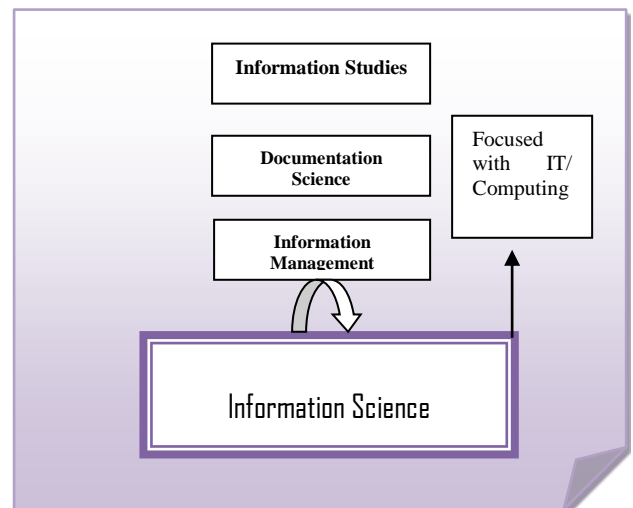 Information Studies
Documentation
Science
Information
Management
Focused
with IT/
Computing
Information Science